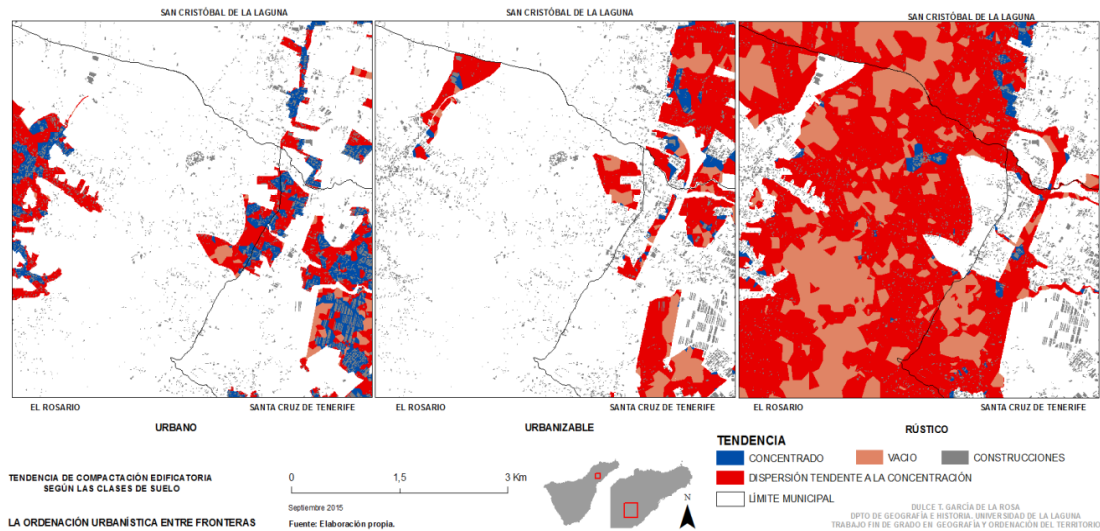 SAN CRISTÓBAL DE LA LAGUNA
SAN CRISTÓBAL DE LA LAGUNA
SAN CRISTÓBAL DE LA LAGUNA
EL ROSARIO
SANTA CRUZ DE TENERIFE
EL ROSARIO
SANTA CRUZ DE TENERIFE
EL ROSARIO
SANTA CRUZ DE TENERIFE
URBANO
URBANIZABLE
RÚSTICO
TENDENCIA
CONCENTRADO
VACIO
CONSTRUCCIONES
DISPERSIÓN TENDENTE A LA CONCENTRACIÓN
LÍMITE MUNICIPAL
TENDENCIA DE COMPACTACIÓN EDIFICATORIA
SEGÚN LAS CLASES DE SUELO
0 1,5 3 Km
N
Septiembre 2015
LA ORDENACIÓN URBANÍSTICA ENTRE FRONTERAS
Fuente: Elaboración propia.
DULCE T. GARCÍA DE LA ROSA
DPTO DE GEOGRAFÍA E HISTORIA. UNIVERSIDAD DE LA LAGUNA
TRABAJO FIN DE GRADO EN GEOGRAFÍA Y ORDENACIÓN DEL TERRITORIO